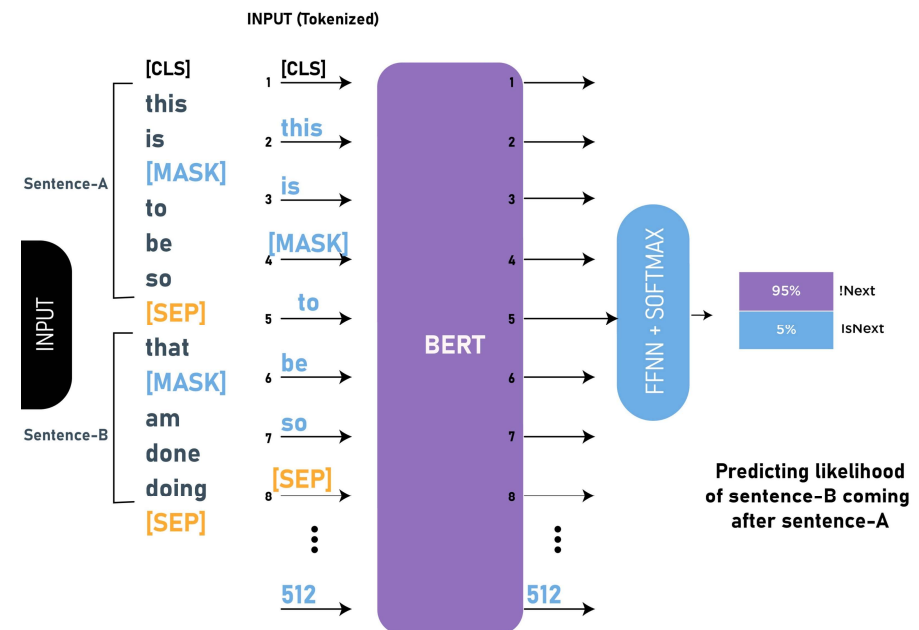 INPUT (Tokenized)
INPUT
Sentence-A
Sentence-B
[CLS]
this
is
[MASK]
to
be
so
[SEP]
that
[MASK]
am
done
doing
[SEP]
1 [CLS]
2 this
3 is
4 [MASK]
5 to
6 be
7 so
8 [SEP]
512
BERT
1
2
3
4
5
6
7
8
512
FFNN + SOFTMAX
95% !Next
5% IsNext
Predicting likelihood
of sentence-B coming
after sentence-A